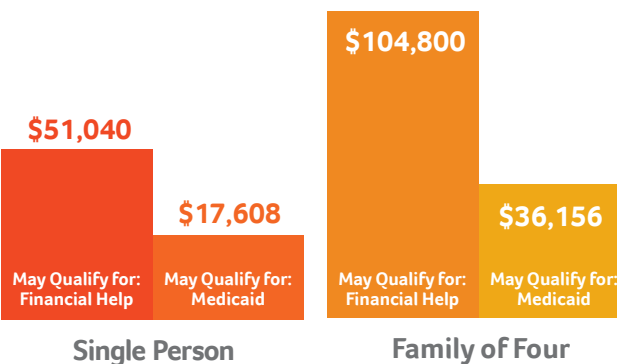 $104,800
$51,040
$17,608
$36,156
May Qualify for:
Financial Help
May Qualify for:
Medicaid
May Qualify for:
Financial Help
May Qualify for:
Medicaid
Single Person
Family of Four